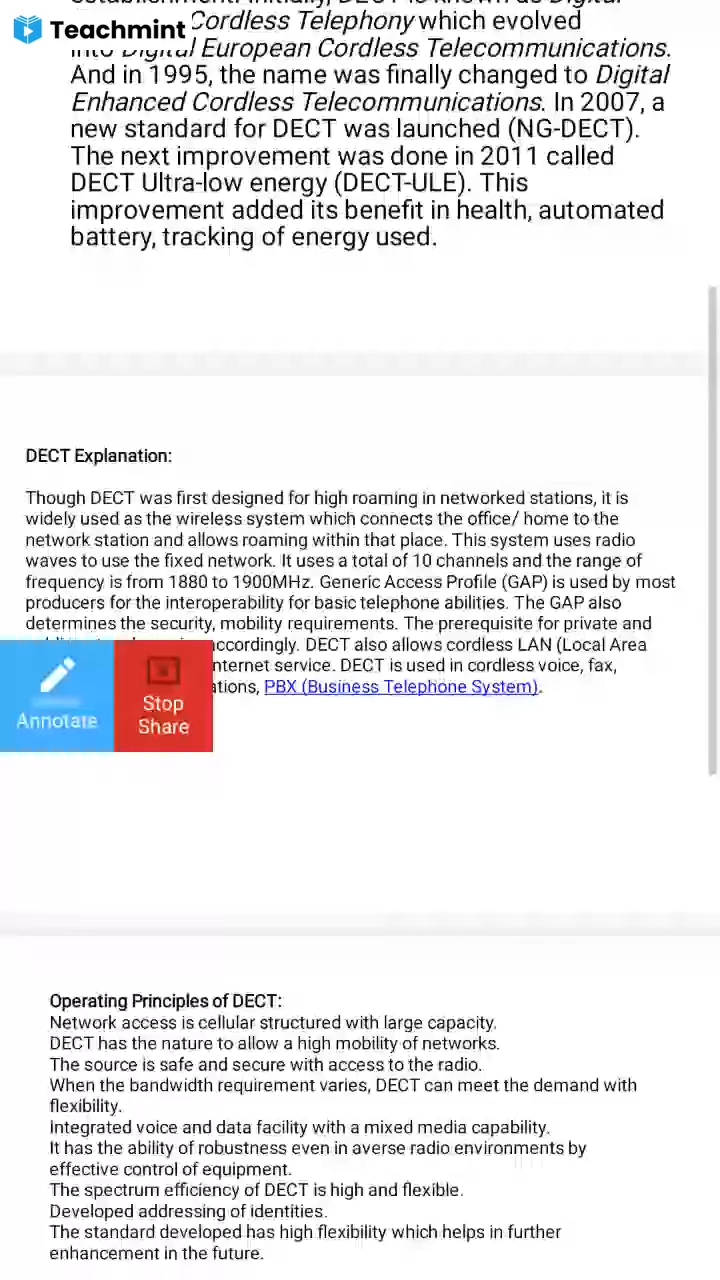 Teachmint
Cordless Telephony which evolved
into Digital European Cordless Telecommunications.
And in 1995, the name was finally changed to Digital
Enhanced Cordless Telecommunications. In 2007, a
new standard for DECT was launched (NG-DECT).
The next improvement was done in 2011 called
DECT Ultra-low energy (DECT-ULE). This
improvement added its benefit in health, automated
battery, tracking of energy used.
DECT Explanation:
Though DECT was first designed for high roaming in networked stations, it is
widely used as the wireless system which connects the office/ home to the
network station and allows roaming within that place. This system uses radio
waves to use the fixed network. It uses a total of 10 channels and the range of
frequency is from 1880 to 1900MHz. Generic Access Profile (GAP) is used by most
producers for the interoperability for basic telephone abilities. The GAP also
determines the security, mobility requirements. The prerequisite for private and
accordingly. DECT also allows cordless LAN (Local Area
nternet service. DECT is used in cordless voice, fax,
ations, PBX (Business Telephone System).
Annotate
Stop
Share
Operating Principles of DECT:
Network access is cellular structured with large capacity.
DECT has the nature to allow a high mobility of networks.
The source is safe and secure with access to the radio.
When the bandwidth requirement varies, DECT can meet the demand with
flexibility.
Integrated voice and data facility with a mixed media capability.
It has the ability of robustness even in averse radio environments by
effective control of equipment.
The spectrum efficiency of DECT is high and flexible.
Developed addressing of identities.
The standard developed has high flexibility which helps in further
enhancement in the future.